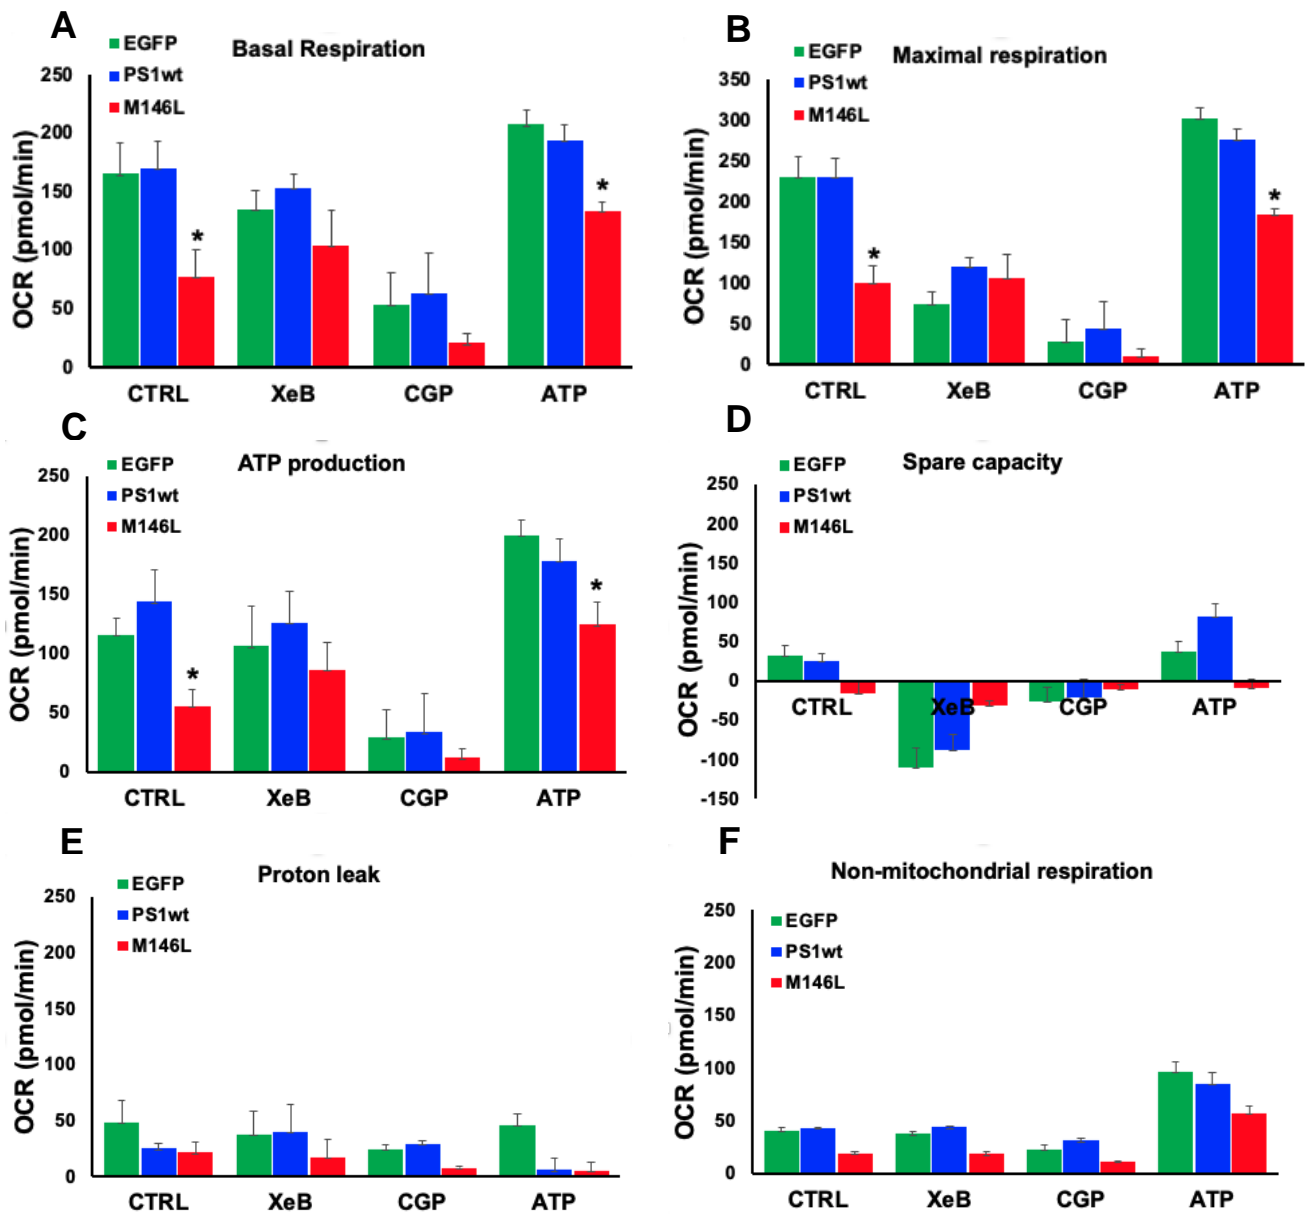 A
Basal Respiration
EGFP
PS1wt
M146L
OCR (pmol/min)
250
200
150
100
50
0
*
*
CTRL XeB CGP ATP
B
Maximal respiration
EGFP
PS1wt
M146L
OCR (pmol/min)
350
300
250
200
150
100
50
0
*
*
CTRL XeB CGP ATP
C
ATP production
EGFP
PS1wt
M146L
OCR (pmol/min)
250
200
150
100
50
0
*
*
CTRL XeB CGP ATP
D
Spare capacity
EGFP
PS1wt
M146L
OCR (pmol/min)
250
200
150
100
50
0
-50
-100
-150
CTRL XeB CGP ATP
E
Proton leak
EGFP
PS1wt
M146L
OCR (pmol/min)
250
200
150
100
50
0
CTRL XeB CGP ATP
F
Non-mitochondrial respiration
EGFP
PS1wt
M146L
OCR (pmol/min)
250
200
150
100
50
0
CTRL XeB CGP ATP